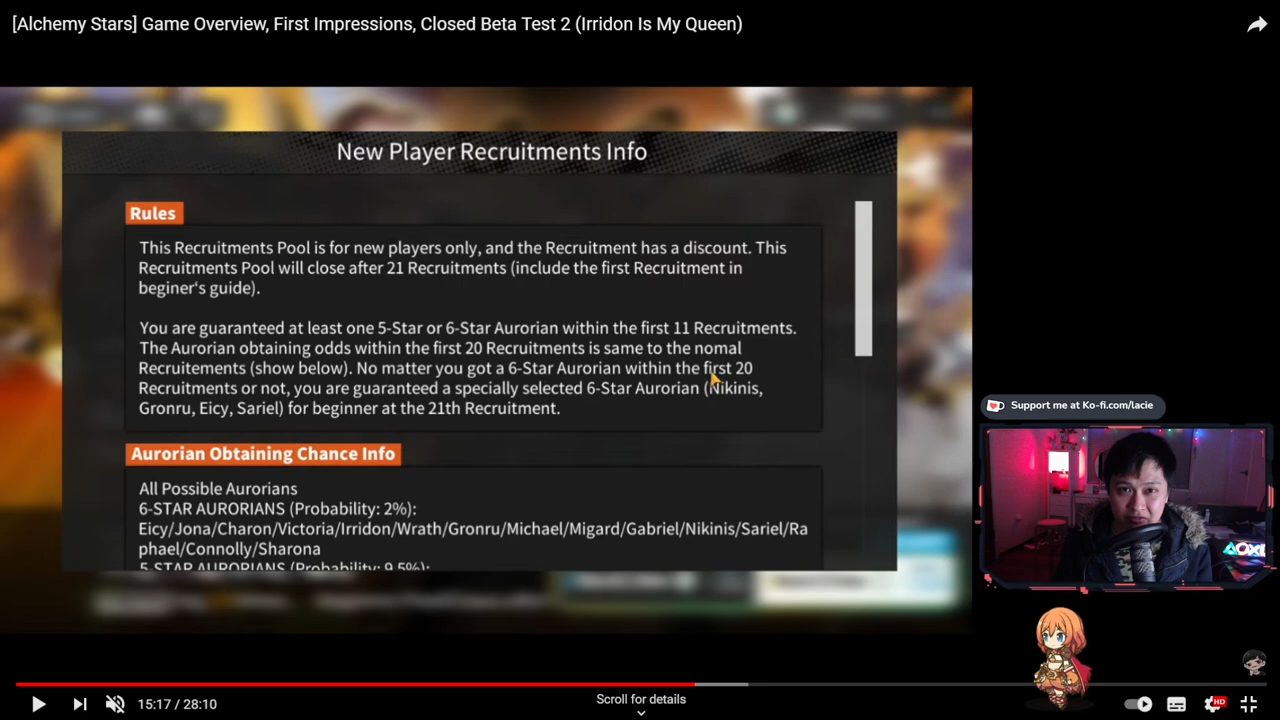 [Alchemy Stars] Game Overview, First Impressions, Closed Beta Test 2 (Irridon Is My Queen)
New Player Recruitments Info
Rules
This Recruitments Pool is for new players only, and the Recruitment has a discount. This
Recruitments Pool will close after 21 Recruitments (include the first Recruitment in
beginer's guide).
You are guaranteed at least one 5-Star or 6-Star Aurorian within the first 11 Recruitments.
The Aurorian obtaining odds within the first 20 Recruitments is same to the nomal
Recruitements (show below). No matter you got a 6-Star Aurorian within the first 20
Recruitments or not, you are guaranteed a specially selected 6-Star Aurorian (Nikinis,
Gronru, Eicy, Sariel) for beginner at the 21th Recruitment.
Aurorian Obtaining Chance Info
All Possible Aurorians
6-STAR AURORIANS (Probability: 2%):
Eicy/Jona/Charon/Victoria/Irridon/Wrath/Gronru/Michael/Migard/Gabriel/Nikinis/Sariel/Ra
phael/Connolly/Sharona
5-STAR AURORIANS (Probability: 9.5%):
Support me at Ko-fi.com/lacie
15:17 / 28:10
Scroll for details
HD